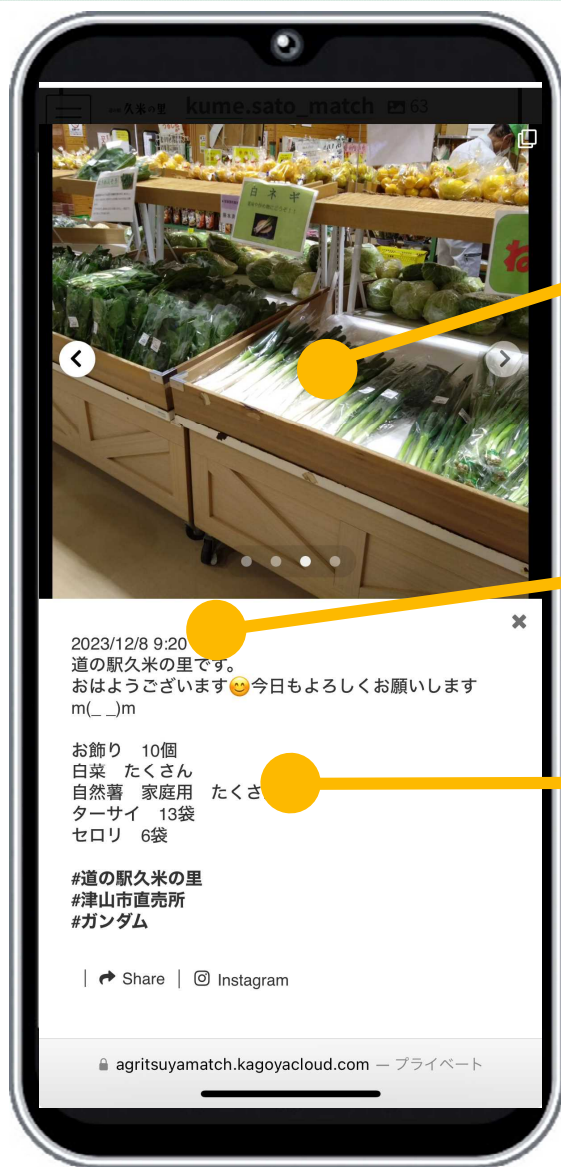 久米の里 kume.sato_match 63
白ネギ
ね
2023/12/8 9:20
道の駅久米の里です。
おはようございます😊今日もよろしくお願いします
m(_ _)m
お飾り　10個
白菜　たくさん
自然薯　家庭用　たくさ
ターサイ　13袋
セロリ　6袋
#道の駅久米の里
#津山市直売所
#ガンダム
| Share | Instagram
agritsuyamatch.kagoyacloud.com — プライベート